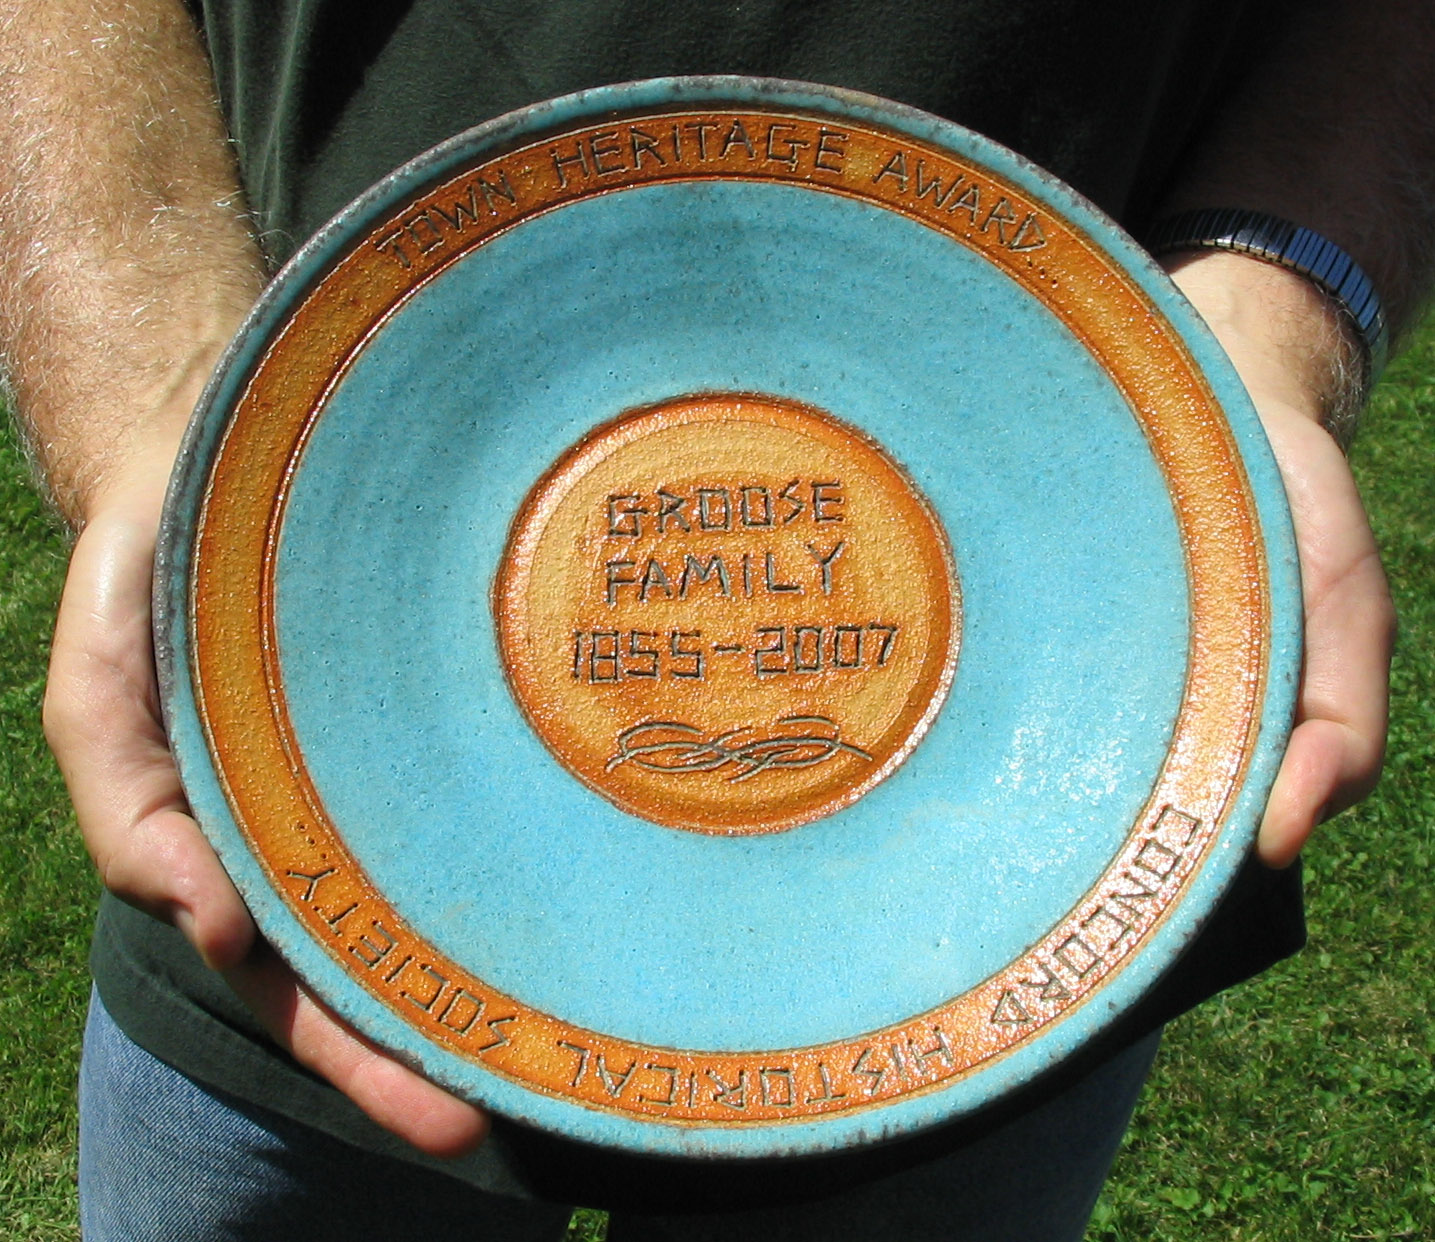 TOWN HERITAGE AWARD..
GROOSE
FAMILY
1855-2007
CONCORD HISTORICAL SOCIETY..